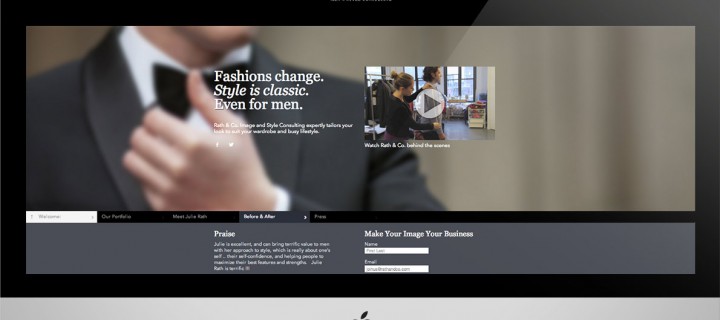 Fashions change.
Style is classic.
Even for men.
Rath & Co. Image and Style Consulting expertly tailors your
look to suit your wardrobe and busy lifestyle.
Watch Rath & Co. behind the scenes
Welcome
Our Portfolio
Meet Julie Rath
Before & After
Press
Praise
Julie is excellent, and can bring terrific value to men
with her approach to style, which is really about one's
self... their self-confidence, and helping people to
maximize their best features and strengths. Julie
Rath is terrific !!!
Make Your Image Your Business
Name
First Last
Email